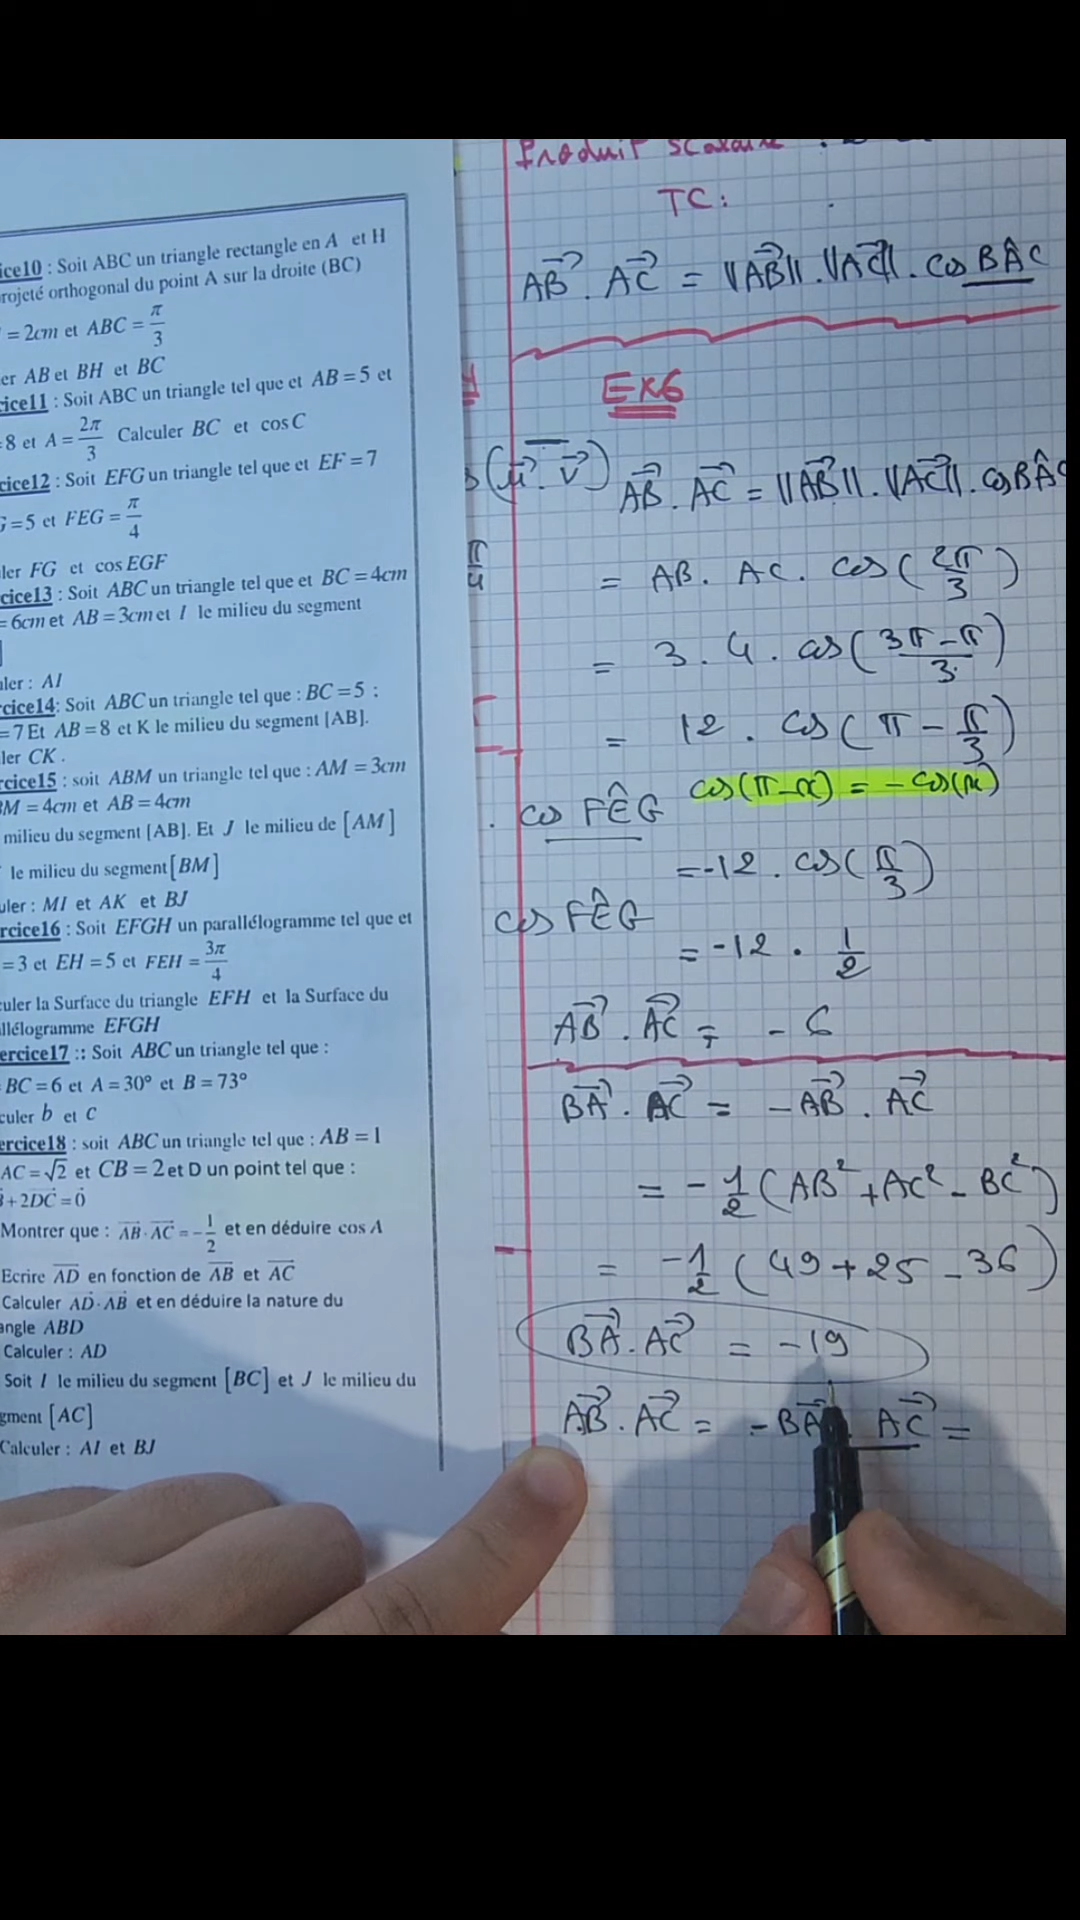 ice10 : Soit ABC un triangle rectangle en A et H
rojeté orthogonal du point A sur la droite (BC)
= 2cm et ABC = π/3
er AB et BH et BC
cice11 : Soit ABC un triangle tel que et AB = 5 et
8 et A = 2π/3 Calculer BC et cos C
cice12 : Soit EFG un triangle tel que et EF = 7
= 5 et FEG = π/4
ler FG et cos EGF
cice13 : Soit ABC un triangle tel que et BC = 4cm
= 6cm et AB = 3cm et I le milieu du segment
]
ler : AI
cice14: Soit ABC un triangle tel que : BC = 5 :
= 7 Et AB = 8 et K le milieu du segment [AB].
ler CK .
rcice15 : soit ABM un triangle tel que : AM = 3cm
BM = 4cm et AB = 4cm
milieu du segment [AB]. Et J le milieu de [AM]
le milieu du segment [BM]
uler : MI et AK et BJ
rcice16 : Soit EFGH un parallélogramme tel que et
= 3 et EH = 5 et FEH = 3π/4
uler la Surface du triangle EFH et la Surface du
llélogramme EFGH
ercice17 :: Soit ABC un triangle tel que :
BC = 6 et A = 30° et B = 73°
culer b et c
ercice18 : soit ABC un triangle tel que : AB = 1
AC = √2 et CB = 2 et D un point tel que :
+ 2DC⃗ = 0⃗
Montrer que : AB⃗ · AC⃗ = -1/2 et en déduire cos A
Ecrire AD⃗ en fonction de AB⃗ et AC⃗
Calculer AD⃗ · AB⃗ et en déduire la nature du
angle ABD
Calculer : AD
Soit I le milieu du segment [BC] et J le milieu du
gment [AC]
Calculer : AI et BJ
Produit scalaire :
TC :
AB⃗ . AC⃗ = ||AB⃗|| . ||AC⃗|| . cos BÂC
Ex6
(u⃗ . v⃗)
AB⃗ . AC⃗ = ||AB⃗|| . ||AC⃗|| . cos BÂC
π/4
= AB . AC . cos(2π/3)
= 3 . 4 . cos((3π - π)/3)
= 12 . cos(π - π/3)
cos(π - x) = - cos(x)
. cos FÊG
= -12 . cos(π/3)
cos FÊG
= -12 . 1/2
AB⃗ . AC⃗ = - 6
BA⃗ . AC⃗ = - AB⃗ . AC⃗
= - 1/2 (AB² + AC² - BC²)
= -1/2 (49 + 25 - 36)
BA⃗ . AC⃗ = -19
AB⃗ . AC⃗ = - BA⃗ . AC⃗ =